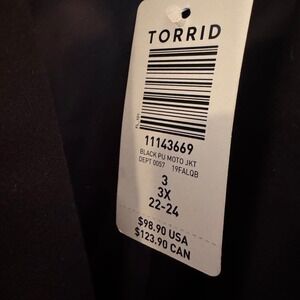 TORRID
11143669
BLACK PU MOTO JKT
DEPT 0057 19FALQB
3
3X
22-24
$98.90 USA
$123.90 CAN